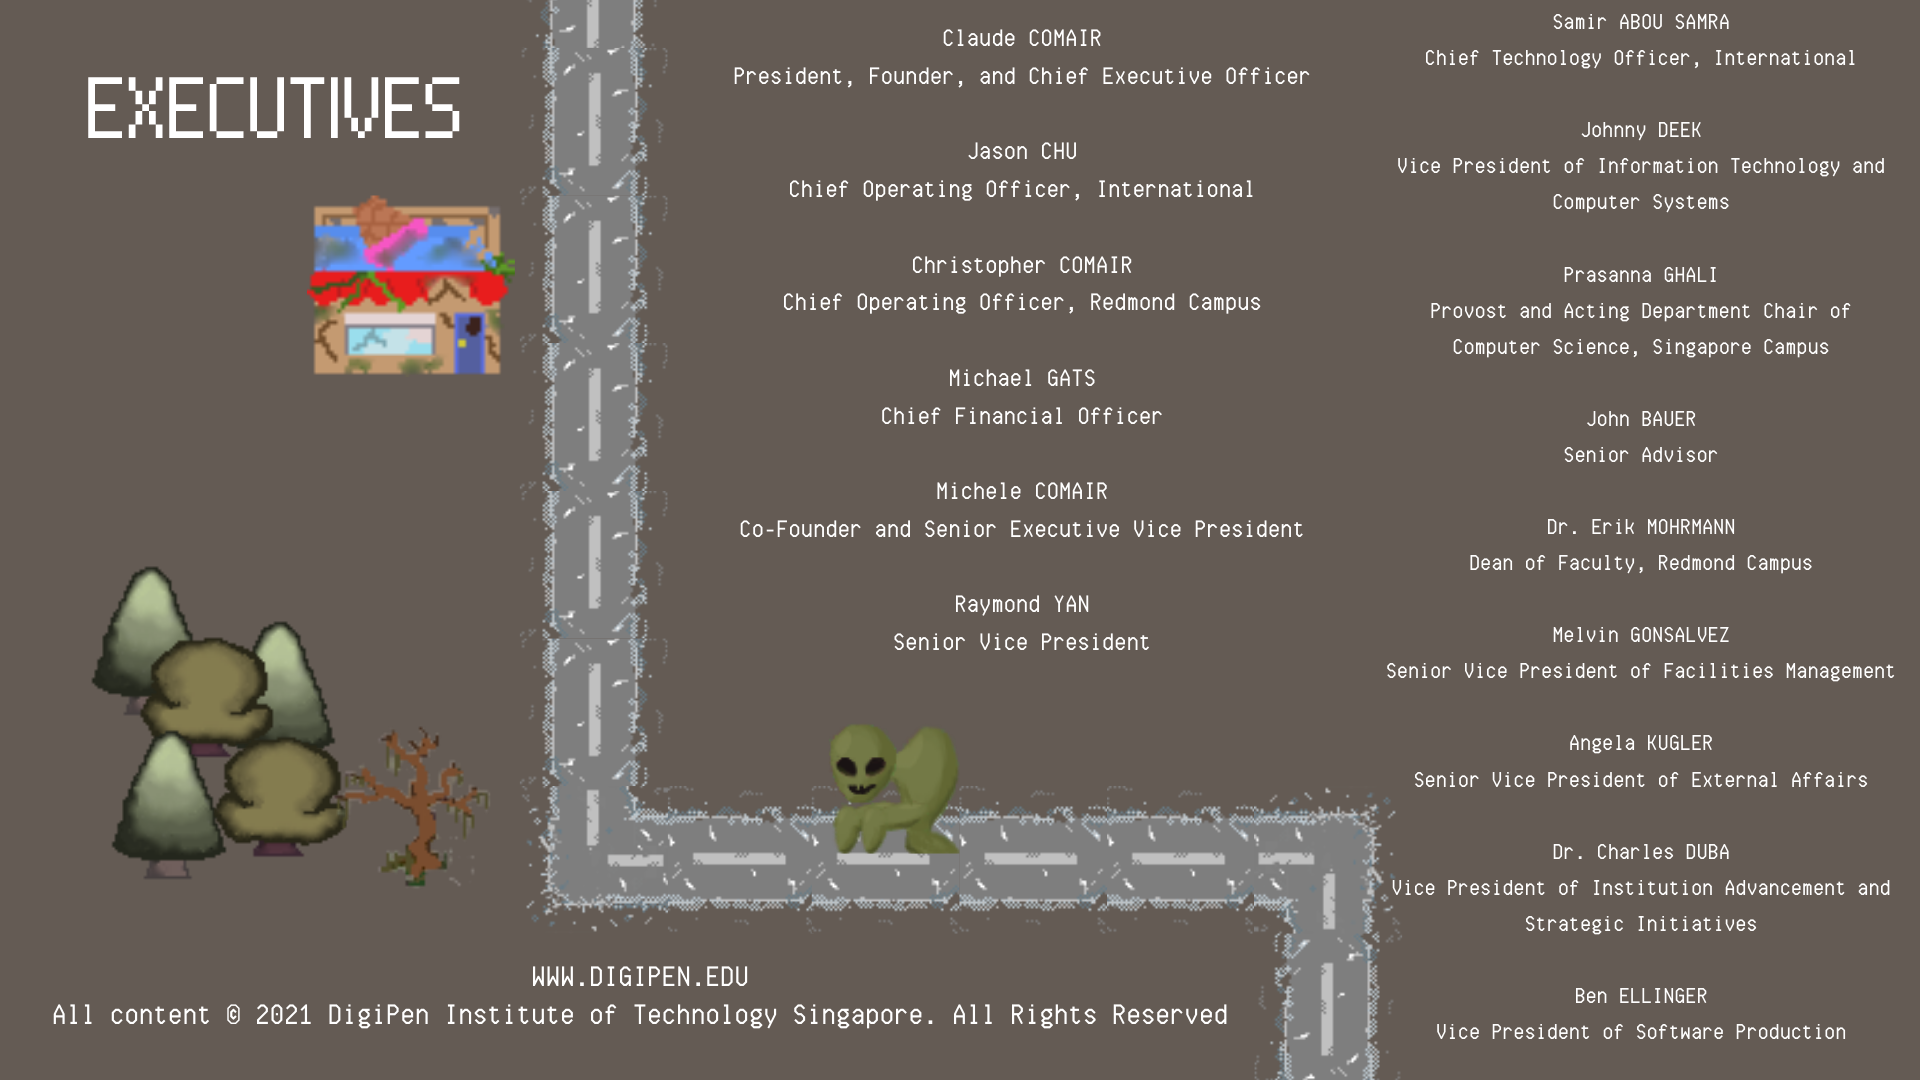 EXECUTIVES
Claude COMAIR
President, Founder, and Chief Executive Officer
Jason CHU
Chief Operating Officer, International
Christopher COMAIR
Chief Operating Officer, Redmond Campus
Michael GATS
Chief Financial Officer
Michele COMAIR
Co-Founder and Senior Executive Vice President
Raymond YAN
Senior Vice President
Samir ABOU SAMRA
Chief Technology Officer, International
Johnny DEEK
Vice President of Information Technology and
Computer Systems
Prasanna GHALI
Provost and Acting Department Chair of
Computer Science, Singapore Campus
John BAUER
Senior Advisor
Dr. Erik MOHRMANN
Dean of Faculty, Redmond Campus
Melvin GONSALVEZ
Senior Vice President of Facilities Management
Angela KUGLER
Senior Vice President of External Affairs
Dr. Charles DUBA
Vice President of Institution Advancement and
Strategic Initiatives
Ben ELLINGER
Vice President of Software Production
WWW.DIGIPEN.EDU
All content © 2021 DigiPen Institute of Technology Singapore. All Rights Reserved